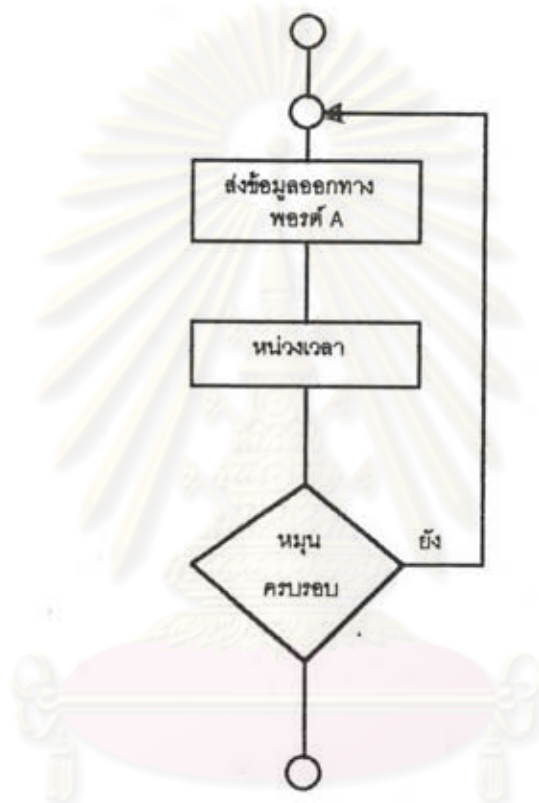 ส่งข้อมูลออกทาง
พอรต์ A
หน่วงเวลา
หมุน
ยัง
ครบรอบ